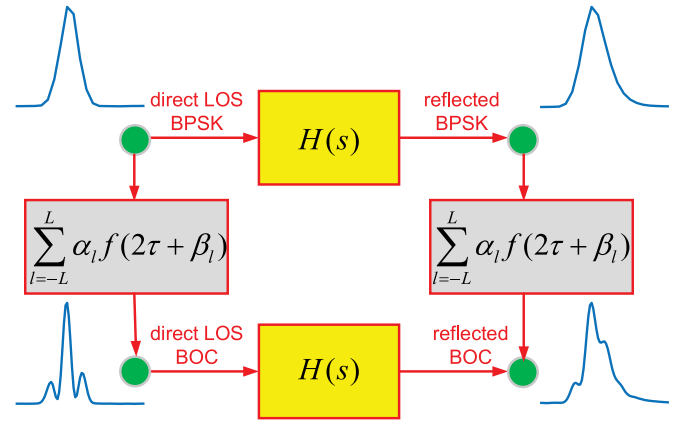 direct LOS
BPSK
H(s)
reflected
BPSK
L
∑ α_l f(2τ + β_l)
l=-L
L
∑ α_l f(2τ + β_l)
l=-L
direct LOS
BOC
H(s)
reflected
BOC